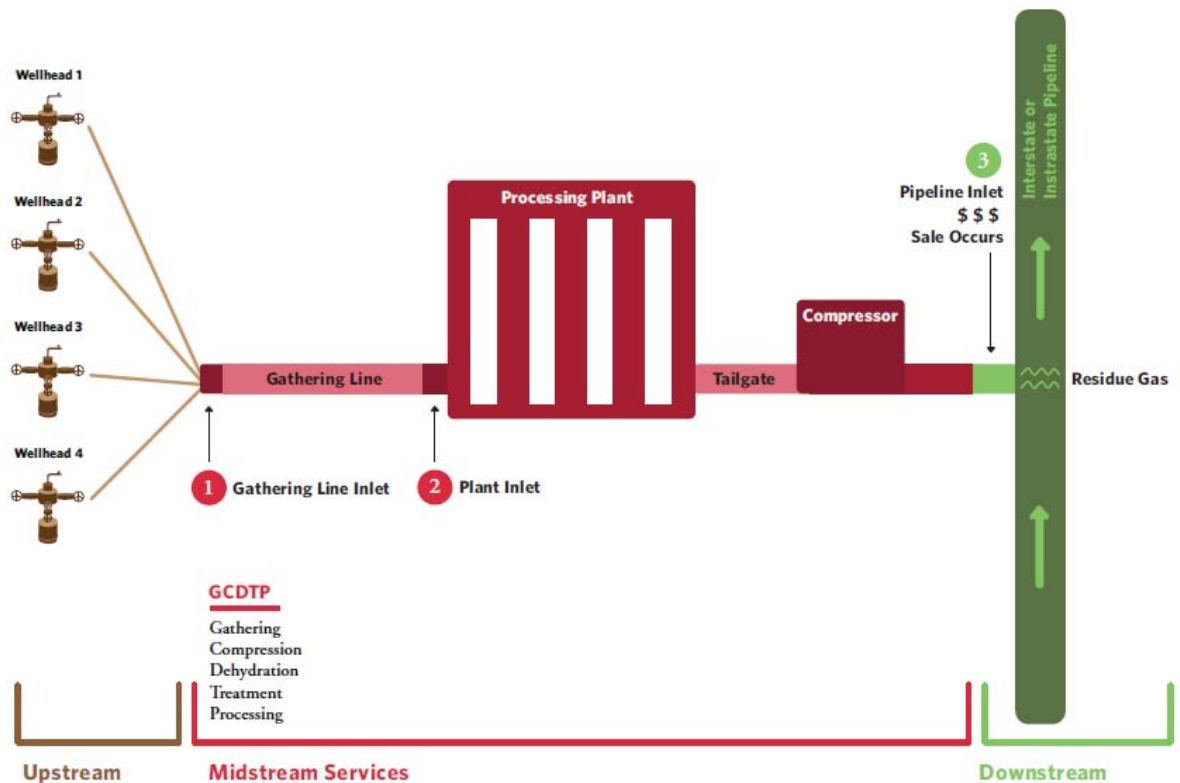 Wellhead 1
Wellhead 2
Wellhead 3
Wellhead 4
Gathering Line
Processing Plant
Tailgate
Compressor
3
Pipeline Inlet
$ $ $
Sale Occurs
Interstate or
Instrastate Pipeline
Residue Gas
1 Gathering Line Inlet
2 Plant Inlet
GCDTP
Gathering
Compression
Dehydration
Treatment
Processing
Upstream
Midstream Services
Downstream